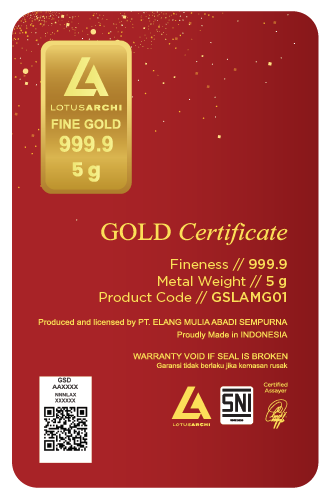 LOTUSARCHI
FINE GOLD
999.9
5 g
GOLD Certificate
Fineness // 999.9
Metal Weight // 5 g
Product Code // GSLAMG01
Produced and licensed by PT. ELANG MULIA ABADI SEMPURNA
Proudly Made in INDONESIA
WARRANTY VOID IF SEAL IS BROKEN
Garansi tidak berlaku jika kemasan rusak
GSD
AAXXXX
NNNLAX
XXXXXX
LOTUSARCHI
SNI
Certified
Assayer